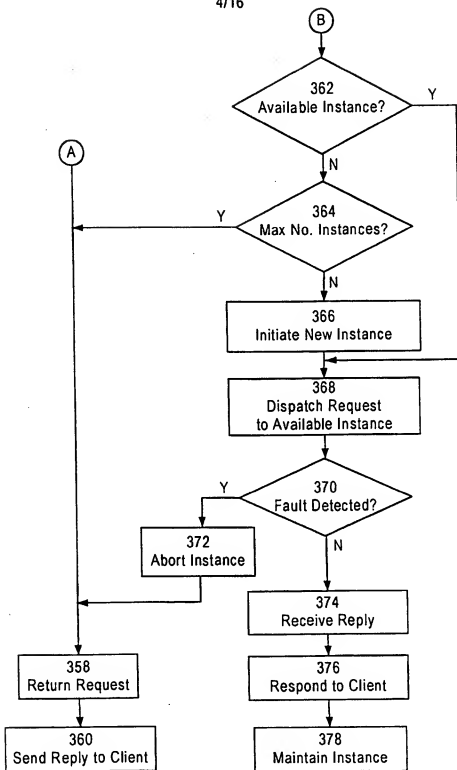 4/16
B
362
Available Instance?
Y
A
N
364
Max No. Instances?
Y
N
366
Initiate New Instance
368
Dispatch Request
to Available Instance
370
Fault Detected?
Y
372
Abort Instance
N
374
Receive Reply
358
Return Request
376
Respond to Client
360
Send Reply to Client
378
Maintain Instance